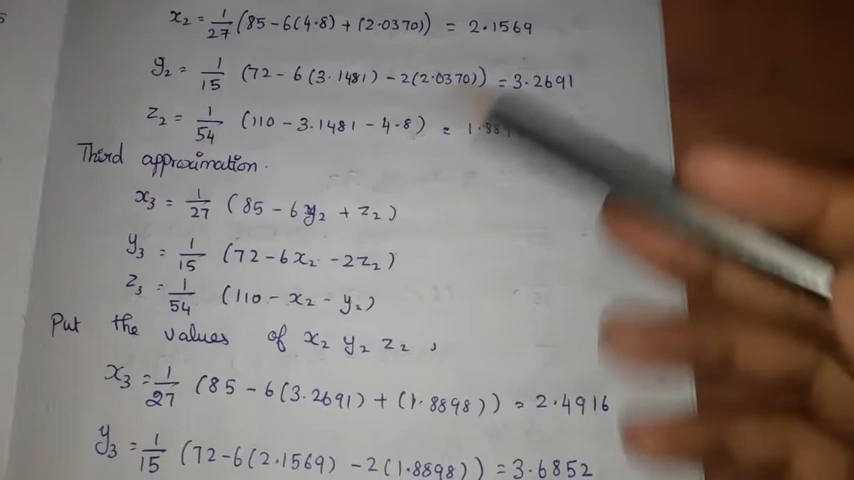 x₂ = 1/27 (85 - 6(4.8) + (2.0370)) = 2.1569
y₂ = 1/15 (72 - 6(3.1481) - 2(2.0370)) = 3.2691
z₂ = 1/54 (110 - 3.1481 - 4.8) = 1.889
Third approximation.
x₃ = 1/27 (85 - 6y₂ + z₂)
y₃ = 1/15 (72 - 6x₂ - 2z₂)
z₃ = 1/54 (110 - x₂ - y₂)
Put the values of x₂ y₂ z₂,
x₃ = 1/27 (85 - 6(3.2691) + (1.8898)) = 2.4916
y₃ = 1/15 (72 - 6(2.1569) - 2(1.8898)) = 3.6852